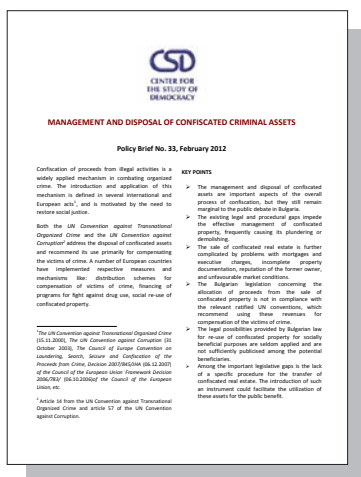 CSD
CENTER FOR
THE STUDY OF
DEMOCRACY
MANAGEMENT AND DISPOSAL OF CONFISCATED CRIMINAL ASSETS
Policy Brief No. 33, February 2012
Confiscation of proceeds from illegal activities is a
widely applied mechanism in combating organized
crime. The introduction and application of this
mechanism is defined in several international and
European acts¹, and is motivated by the need to
restore social justice.
Both the UN Convention against Transnational
Organized Crime and the UN Convention against
Corruption² address the disposal of confiscated assets
and recommend its use primarily for compensating
the victims of crime. A number of European countries
have implemented respective measures and
mechanisms like: distribution schemes for
compensation of victims of crime, financing of
programs for fight against drug use, social re-use of
confiscated property.
¹The UN Convention against Transnational Organized Crime
(15.11.2000), The UN Convention against Corruption (31
October 2003), The Council of Europe Convention on
Laundering, Search, Seizure and Confiscation of the
Proceeds from Crime, Decision 2007/845/JHA (06.12.2007)
of the Council of the European Union; Framework Decision
2006/783/ (06.10.2006)of the Council of the European
Union, etc.
² Article 14 from the UN Convention against Transnational
Organized Crime and article 57 of the UN Convention
against Corruption.
KEY POINTS
➢ The management and disposal of confiscated
assets are important aspects of the overall
process of confiscation, but they still remain
marginal to the public debate in Bulgaria.
➢ The existing legal and procedural gaps impede
the effective management of confiscated
property, frequently causing its plundering or
demolishing.
➢ The sale of confiscated real estate is further
complicated by problems with mortgages and
executive charges, incomplete property
documentation, reputation of the former owner,
and unfavourable market conditions.
➢ The Bulgarian legislation concerning the
allocation of proceeds from the sale of
confiscated property is not in compliance with
the relevant ratified UN conventions, which
recommend using these revenues for
compensation of the victims of crime.
➢ The legal possibilities provided by Bulgarian law
for re-use of confiscated property for socially
beneficial purposes are seldom applied and are
not sufficiently publicised among the potential
beneficiaries.
➢ Among the important legislative gaps is the lack
of a specific procedure for the transfer of
confiscated real estate. The introduction of such
an instrument could facilitate the utilization of
these assets for the public benefit.